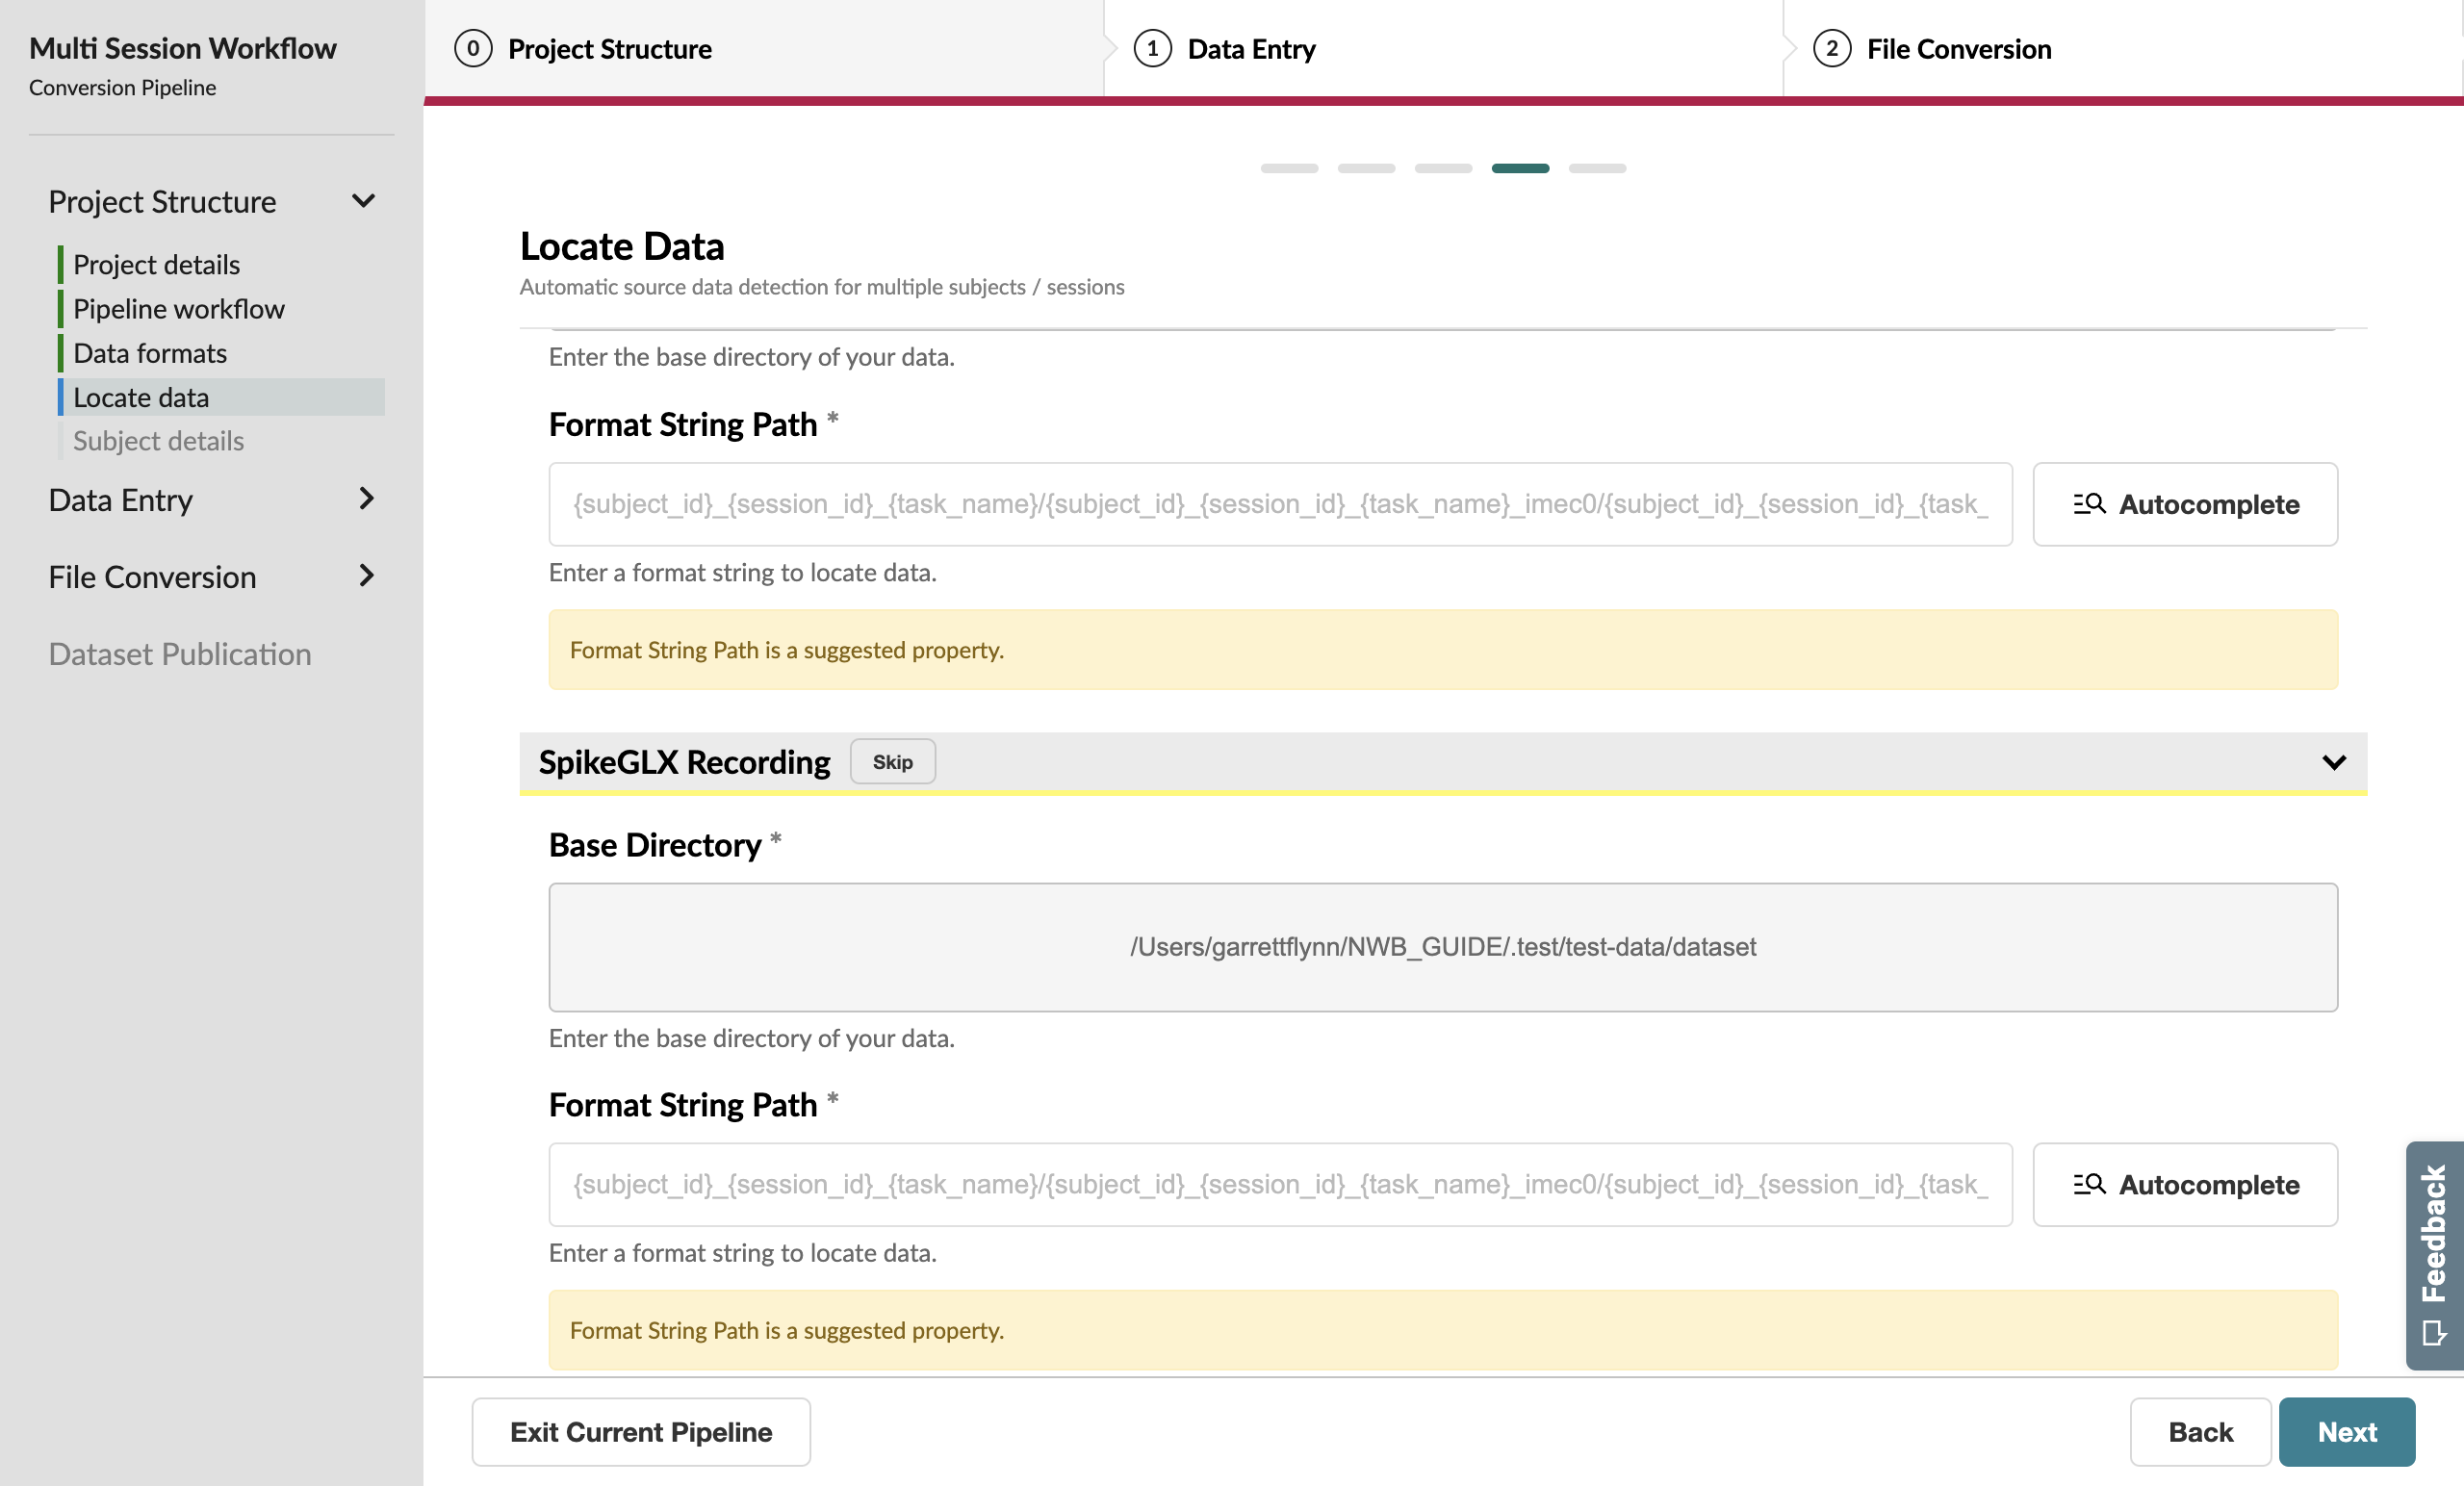 Multi Session Workflow
Conversion Pipeline
Project Structure
Project details
Pipeline workflow
Data formats
Locate data
Subject details
Data Entry
File Conversion
Dataset Publication
0 Project Structure
1 Data Entry
2 File Conversion
Locate Data
Automatic source data detection for multiple subjects / sessions
Enter the base directory of your data.
Format String Path *
{subject_id}_{session_id}_{task_name}/{subject_id}_{session_id}_{task_name}_imec0/{subject_id}_{session_id}_{task_
Autocomplete
Enter a format string to locate data.
Format String Path is a suggested property.
SpikeGLX Recording
Skip
Base Directory *
/Users/garrettflynn/NWB_GUIDE/.test/test-data/dataset
Enter the base directory of your data.
Format String Path *
{subject_id}_{session_id}_{task_name}/{subject_id}_{session_id}_{task_name}_imec0/{subject_id}_{session_id}_{task_
Autocomplete
Enter a format string to locate data.
Format String Path is a suggested property.
Feedback
Exit Current Pipeline
Back
Next